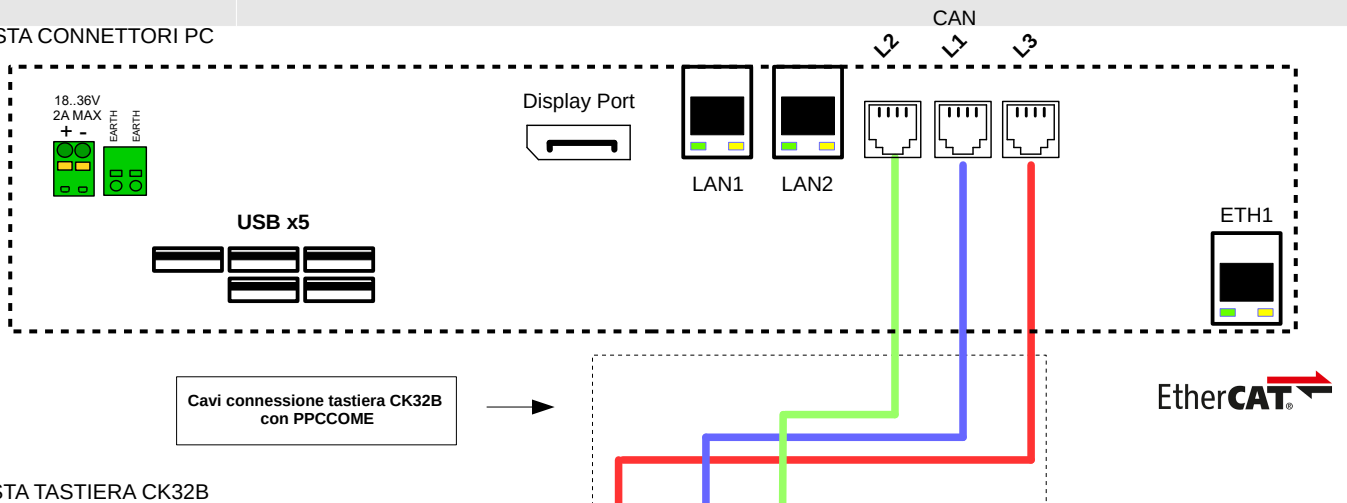 CAN
STA CONNETTORI PC
L2
L1
L3
18..36V
2A MAX
+ -
EARTH
EARTH
Display Port
LAN1
LAN2
USB x5
ETH1
Cavi connessione tastiera CK32B
con PPCCOME
EtherCAT®
STA TASTIERA CK32B